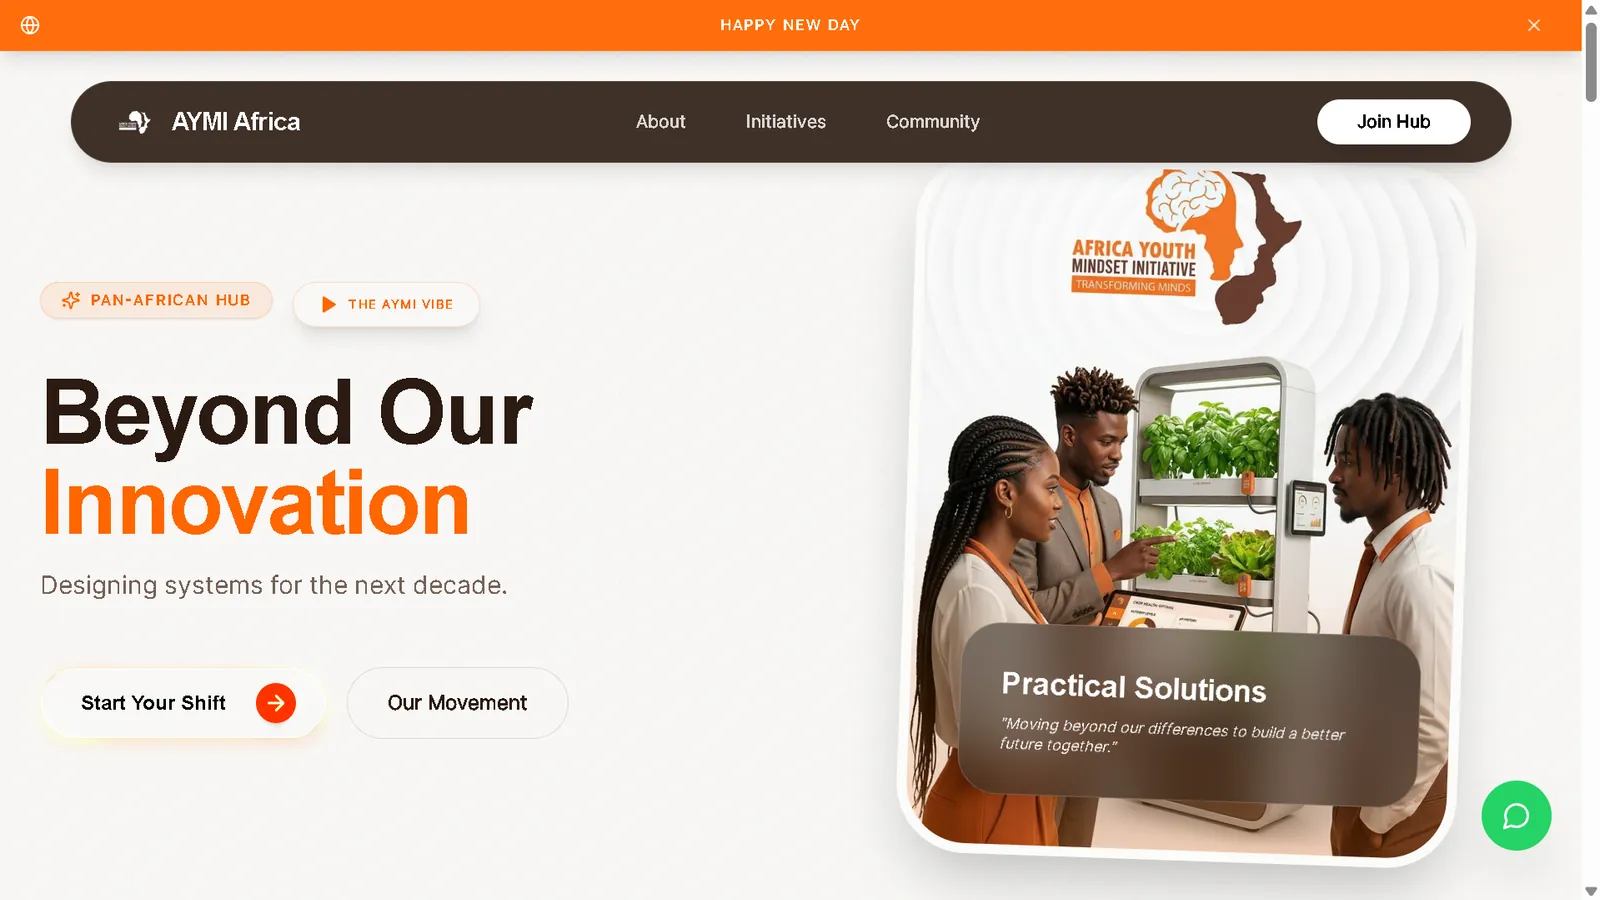 HAPPY NEW DAY
AYMI Africa
About
Initiatives
Community
Join Hub
PAN-AFRICAN HUB
THE AYMI VIBE
Beyond Our
Innovation
Designing systems for the next decade.
Start Your Shift
Our Movement
AFRICA YOUTH
MINDSET INITIATIVE
TRANSFORMING MINDS
Practical Solutions
"Moving beyond our differences to build a better
future together."